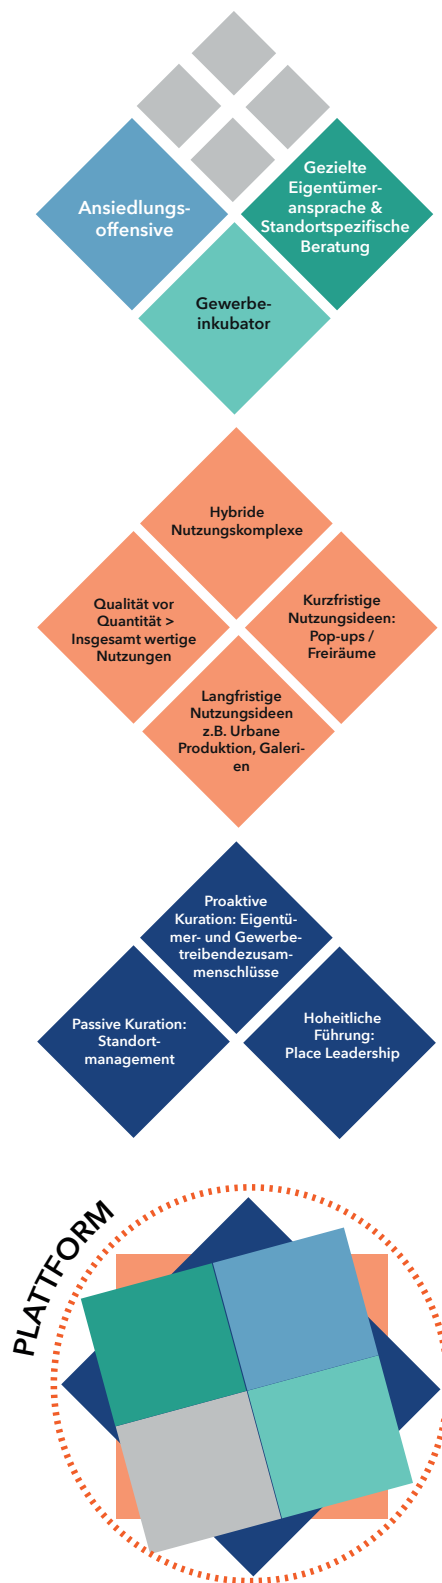 Ansiedlungs-
offensive
Gezielte
Eigentümer-
ansprache &
Standortspezifische
Beratung
Gewerbe-
inkubator
Hybride
Nutzungskomplexe
Qualität vor
Quantität >
Insgesamt wertige
Nutzungen
Kurzfristige
Nutzungsideen:
Pop-ups /
Freiräume
Langfristige
Nutzungsideen
z.B. Urbane
Produktion, Galeri-
en
Proaktive
Kuration: Eigentü-
mer- und Gewerbe-
treibendezusam-
menschlüsse
Passive Kuration:
Standort-
management
Hoheitliche
Führung:
Place Leadership
PLATTFORM